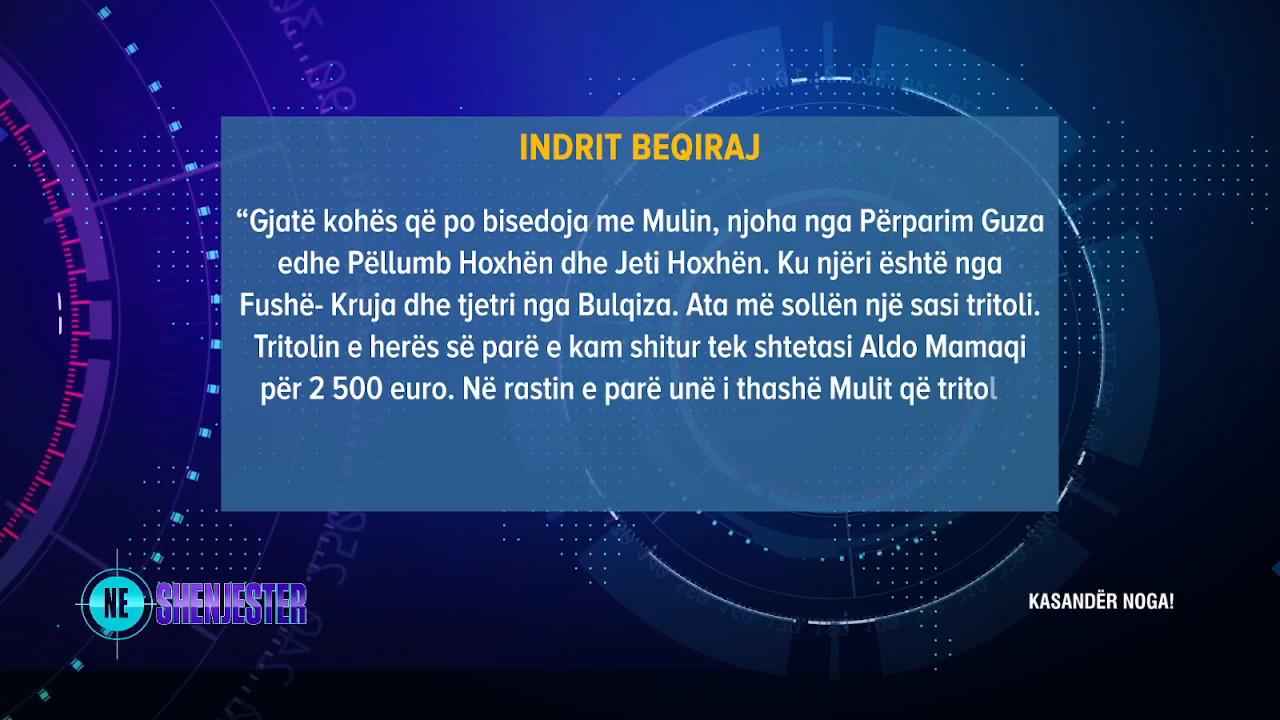 INDRIT BEQIRAJ
“Gjatë kohës që po bisedoja me Mulin, njoha nga Përparim Guza
edhe Pëllumb Hoxhën dhe Jeti Hoxhën. Ku njëri është nga
Fushë- Kruja dhe tjetri nga Bulqiza. Ata më sollën një sasi tritoli.
Tritolin e herës së parë e kam shitur tek shtetasi Aldo Mamaqi
për 2 500 euro. Në rastin e parë unë i thashë Mulit që tritol
NE SHENJESTER
KASANDËR NOGA!